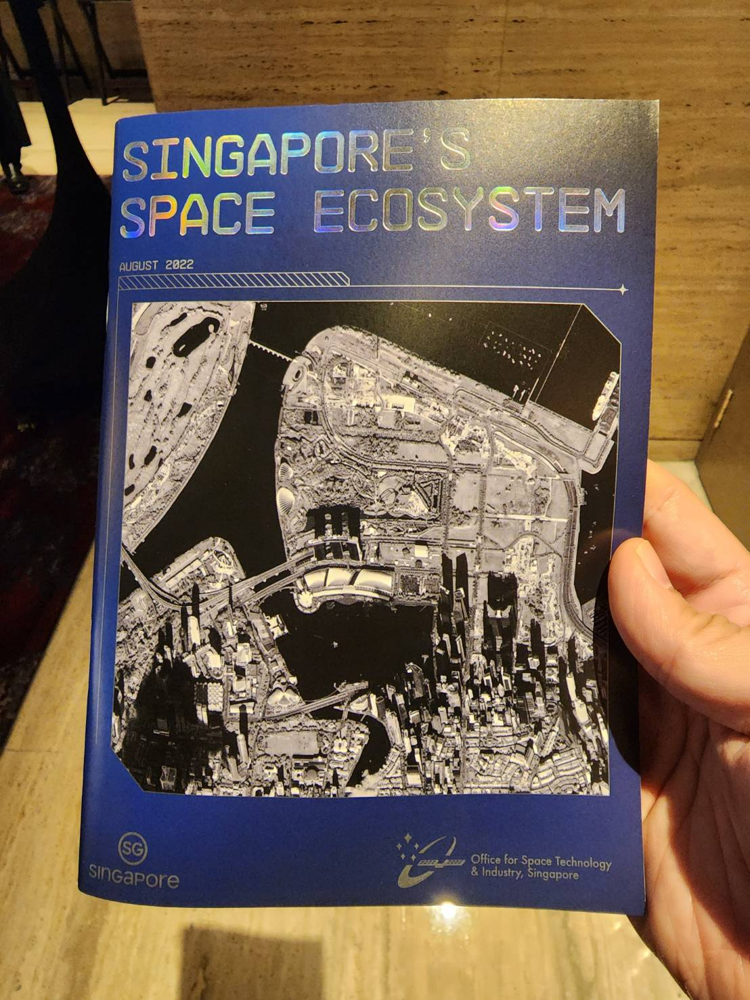 SINGAPORE'S
SPACE ECOSYSTEM
AUGUST 2022
SG
SINGAPORE
Office for Space Technology
& Industry, Singapore